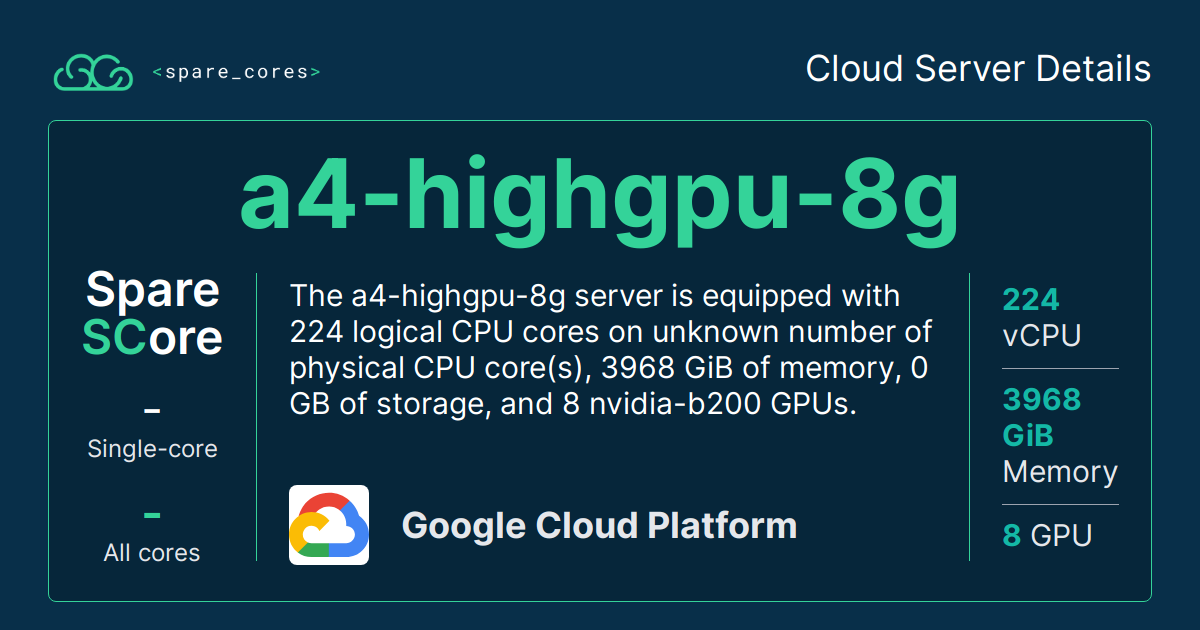 <spare_cores>
Cloud Server Details
a4-highgpu-8g
Spare
SCore
–
Single-core
–
All cores
The a4-highgpu-8g server is equipped with
224 logical CPU cores on unknown number of
physical CPU core(s), 3968 GiB of memory, 0
GB of storage, and 8 nvidia-b200 GPUs.
Google Cloud Platform
224
vCPU
3968
GiB
Memory
8 GPU